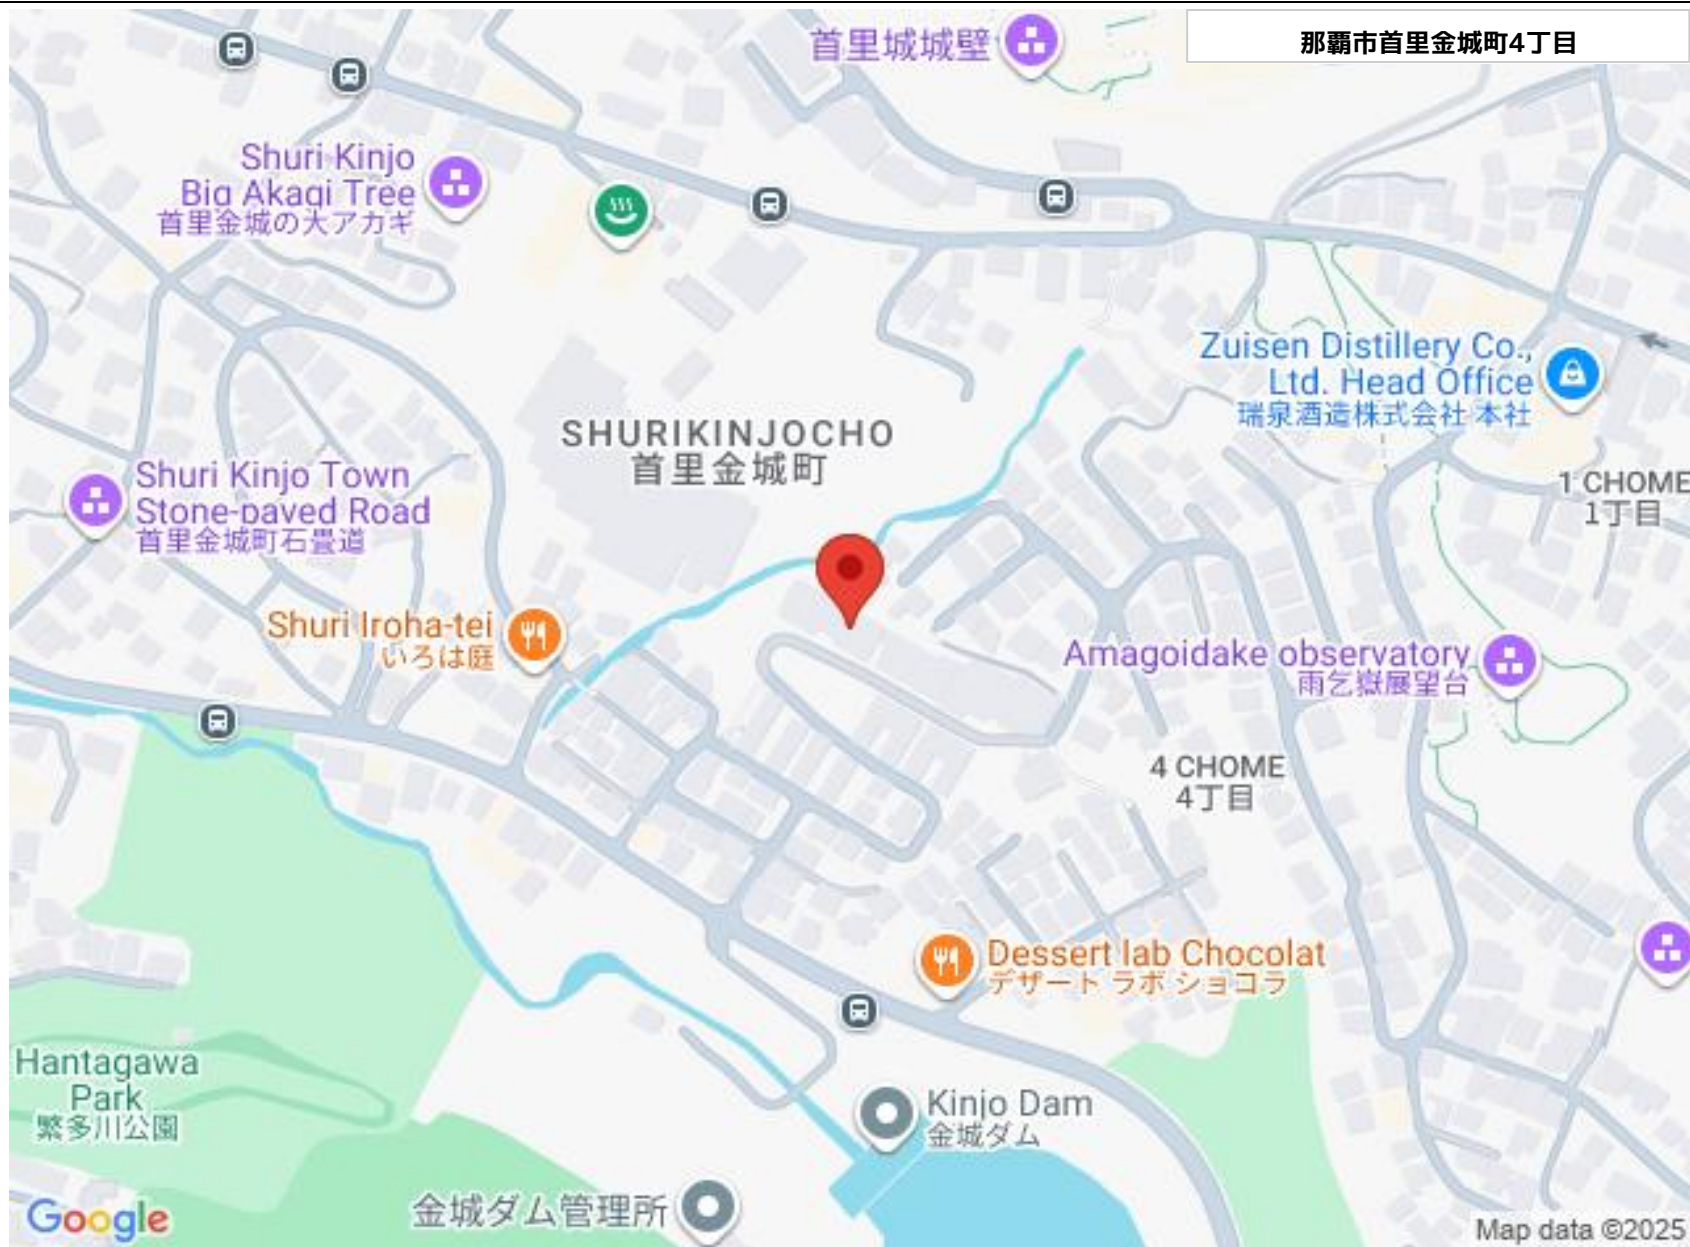 那覇市首里金城町4丁目
首里城城壁
Shuri Kinjo
Big Akagi Tree
首里金城の大アカギ
Zuisen Distillery Co.,
Ltd. Head Office
瑞泉酒造株式会社 本社
SHURIKINJOCHO
首里金城町
Shuri Kinjo Town
Stone-paved Road
首里金城町石畳道
1 CHOME
1丁目
Shuri Iroha-tei
いろは庭
Amagoidake observatory
雨乞嶽展望台
4 CHOME
4丁目
Dessert lab Chocolat
デザート ラボ ショコラ
Hantagawa
Park
繁多川公園
Kinjo Dam
金城ダム
金城ダム管理所
Google
Map data ©2025